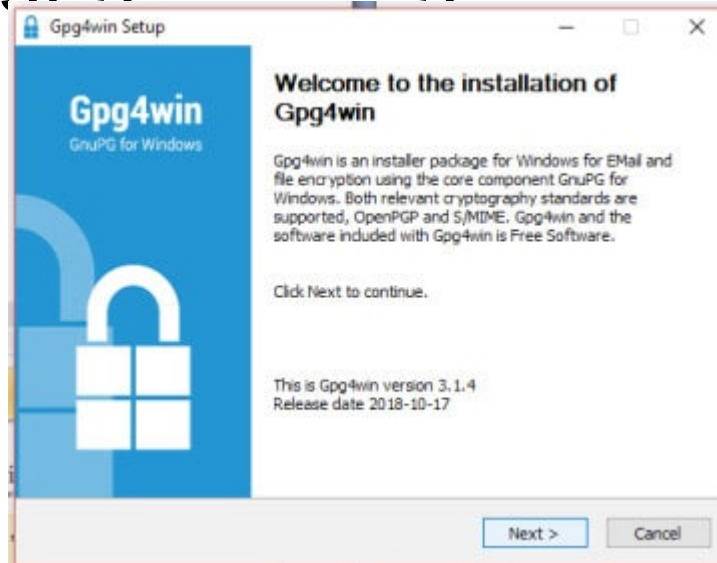 Gpg4win Setup
Gpg4win
GnuPG for Windows
Welcome to the installation of
Gpg4win
Gpg4win is an installer package for Windows for EMail and
file encryption using the core component GnuPG for
Windows. Both relevant cryptography standards are
supported, OpenPGP and S/MIME. Gpg4win and the
software included with Gpg4win is Free Software.
Click Next to continue.
This is Gpg4win version 3.1.4
Release date 2018-10-17
Next >
Cancel